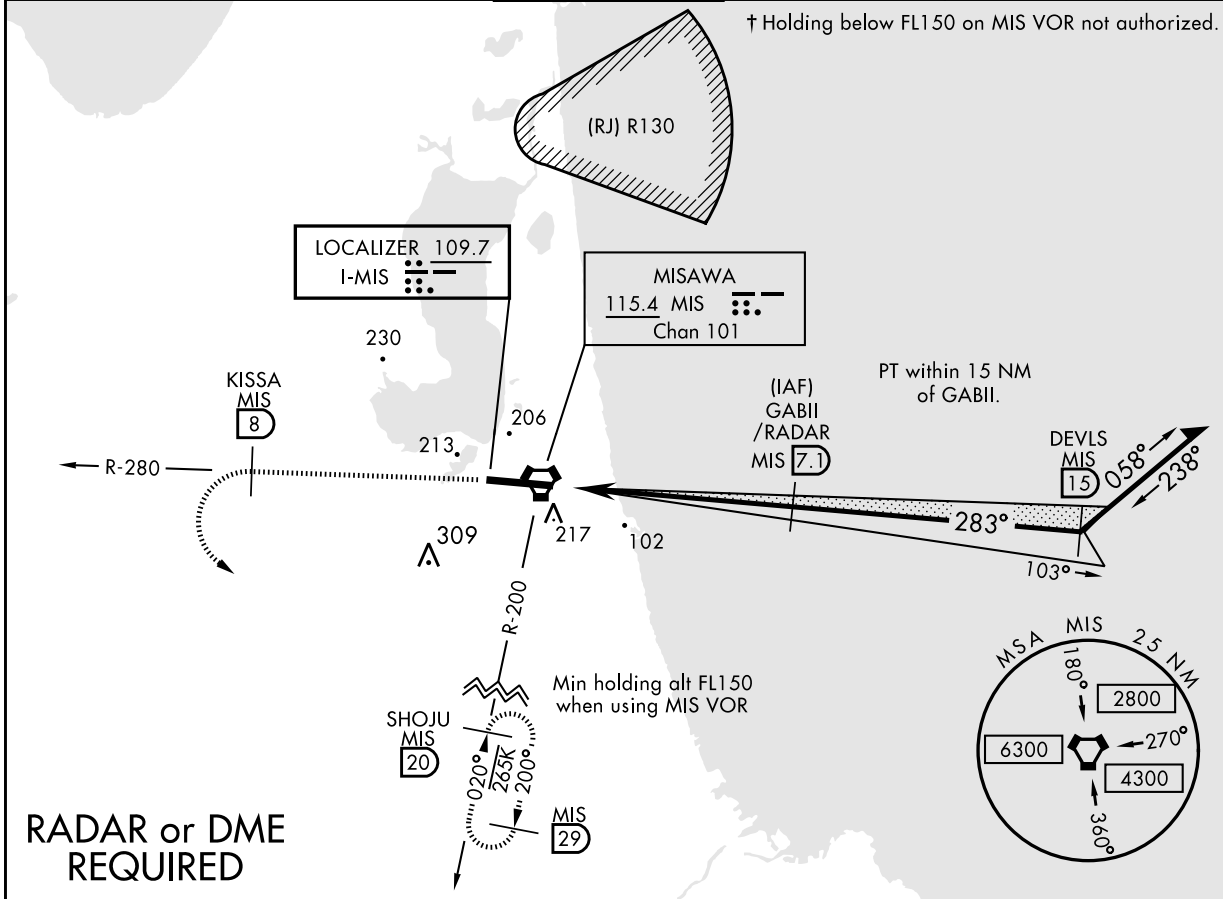 † Holding below FL150 on MIS VOR not authorized.
(RJ) R130
LOCALIZER 109.7
I-MIS
MISAWA
115.4 MIS
Chan 101
230
KISSA
MIS
8
206
213
R-280
(IAF)
GABII
/RADAR
MIS 7.1
PT within 15 NM
of GABII.
DEVLS
MIS
15
058°
238°
283°
103°
309
217
102
R-200
Min holding alt FL150
when using MIS VOR
SHOJU
MIS
20
020°
265K
200°
MIS
29
MSA MIS 25 NM
180°
2800
6300
270°
4300
360°
RADAR or DME
REQUIRED